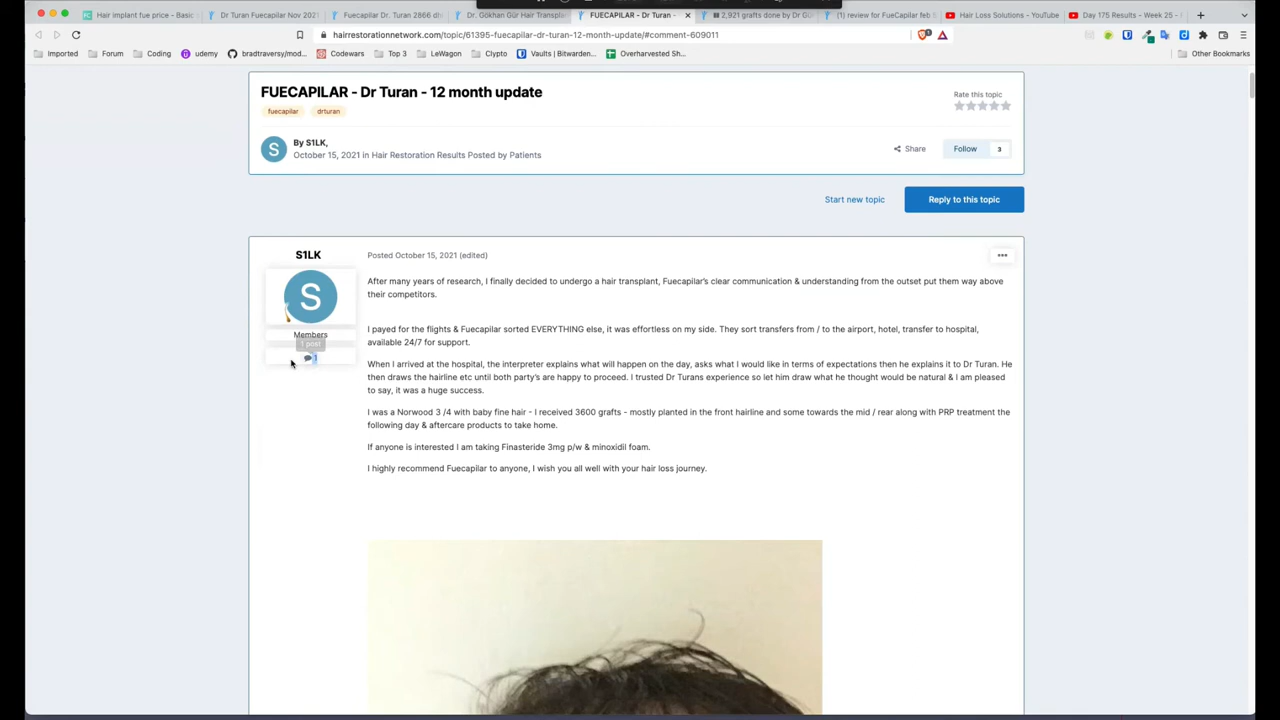 Hair implant fue price - Basic
Dr Turan Fuecapilar Nov 2021
Fuecapilar Dr. Turan 2866 dh
Dr. Gökhan Gür Hair Transpla
FUECAPILAR - Dr Turan -
2,921 grafts done by Dr Gü
(1) review for FueCapilar feb
Hair Loss Solutions - YouTube
Day 175 Results - Week 25 -
hairrestorationnetwork.com/topic/61395-fuecapilar-dr-turan-12-month-update/#comment-609011
Imported
Forum
Coding
udemy
bradtraversy/mod...
Codewars
Top 3
LeWagon
Clypto
Vaults | Bitwarden...
Overharvested Sh...
Other Bookmarks
FUECAPILAR - Dr Turan - 12 month update
fuecapilar drturan
Rate this topic
S
By S1LK,
October 15, 2021 in Hair Restoration Results Posted by Patients
Share
Follow 3
Start new topic
Reply to this topic
S1LK
S
Members
1 post
Posted October 15, 2021 (edited)
After many years of research, I finally decided to undergo a hair transplant, Fuecapilar's clear communication & understanding from the outset put them way above
their competitors.
I payed for the flights & Fuecapilar sorted EVERYTHING else, it was effortless on my side. They sort transfers from / to the airport, hotel, transfer to hospital,
available 24/7 for support.
When I arrived at the hospital, the interpreter explains what will happen on the day, asks what I would like in terms of expectations then he explains it to Dr Turan. He
then draws the hairline etc until both party's are happy to proceed. I trusted Dr Turans experience so let him draw what he thought would be natural & I am pleased
to say, it was a huge success.
I was a Norwood 3 /4 with baby fine hair - I received 3600 grafts - mostly planted in the front hairline and some towards the mid / rear along with PRP treatment the
following day & aftercare products to take home.
If anyone is interested I am taking Finasteride 3mg p/w & minoxidil foam.
I highly recommend Fuecapilar to anyone, I wish you all well with your hair loss journey.